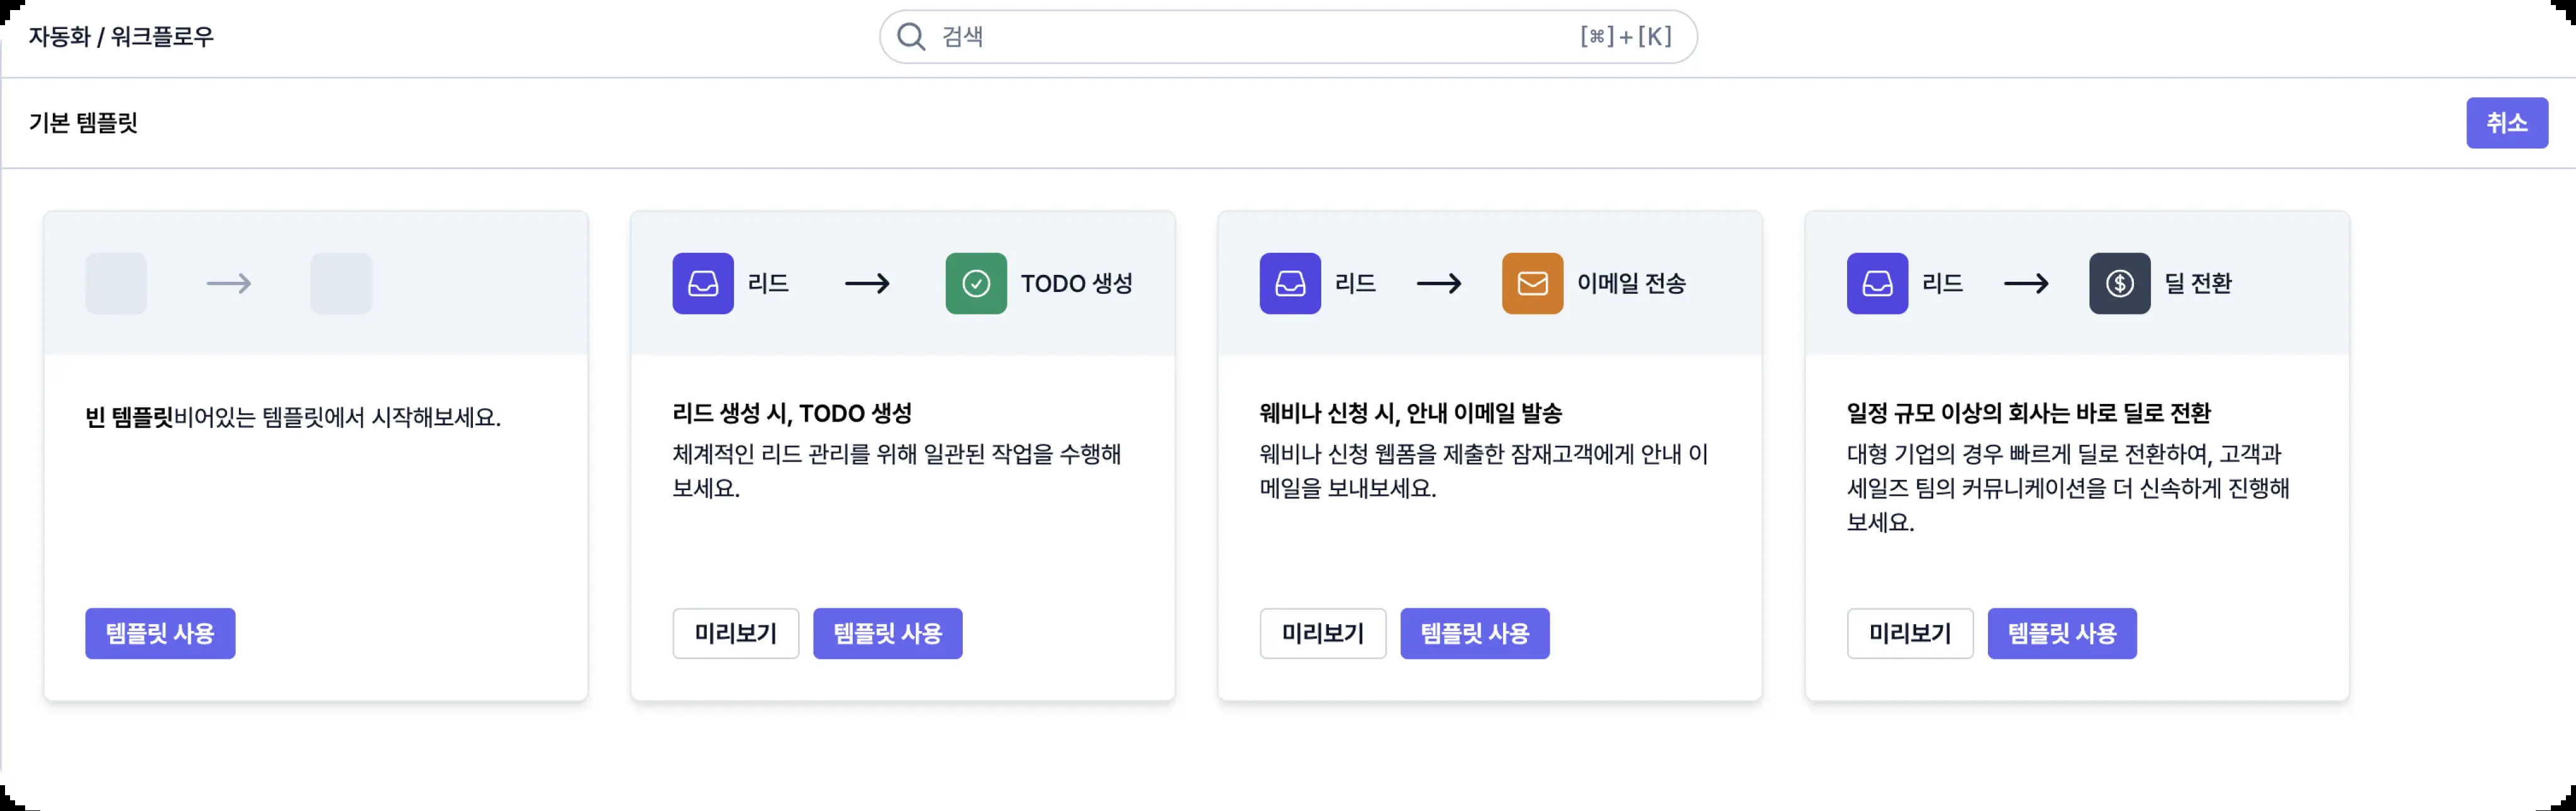 자동화 / 워크플로우
검색
[⌘]+[K]
기본 템플릿
취소
빈 템플릿비어있는 템플릿에서 시작해보세요.
템플릿 사용
리드
TODO 생성
리드 생성 시, TODO 생성
체계적인 리드 관리를 위해 일관된 작업을 수행해
보세요.
미리보기
템플릿 사용
리드
이메일 전송
웨비나 신청 시, 안내 이메일 발송
웨비나 신청 웹폼을 제출한 잠재고객에게 안내 이
메일을 보내보세요.
미리보기
템플릿 사용
리드
딜 전환
일정 규모 이상의 회사는 바로 딜로 전환
대형 기업의 경우 빠르게 딜로 전환하여, 고객과
세일즈 팀의 커뮤니케이션을 더 신속하게 진행해
보세요.
미리보기
템플릿 사용